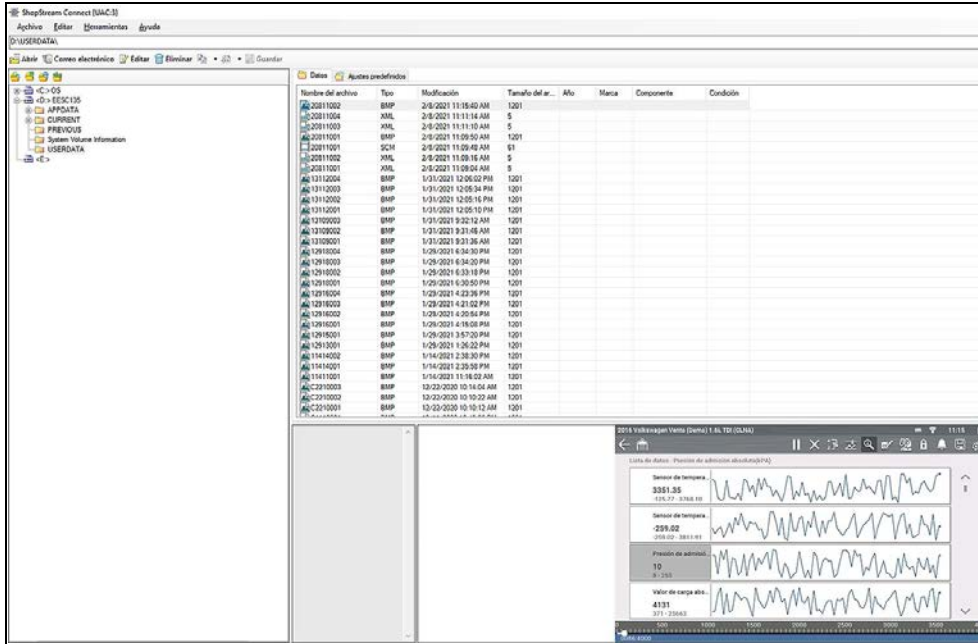 ShopStream Connect (UAC:3)
Archivo Editar Herramientas Ayuda
D:\USERDATA\
Abrir Correo electrónico Editar Eliminar Guardar
Datos Ajustes predefinidos
Nombre del archivo Tipo Modificación Tamaño del ar... Año Marca Componente Condición
<C:>OS
<D:> EESC135
APPDATA
CURRENT
PREVIOUS
System Volume Information
USERDATA
<E:>
20811002 BMP 2/8/2021 11:15:40 AM 1201
20811004 XML 2/8/2021 11:11:14 AM 5
20811003 XML 2/8/2021 11:11:10 AM 5
20811001 BMP 2/8/2021 11:09:50 AM 1201
20811001 SCM 2/8/2021 11:09:48 AM 61
20811002 XML 2/8/2021 11:09:16 AM 5
20811001 XML 2/8/2021 11:09:04 AM 5
13112004 BMP 1/31/2021 12:06:02 PM 1201
13112003 BMP 1/31/2021 12:05:34 PM 1201
13112002 BMP 1/31/2021 12:05:16 PM 1201
13112001 BMP 1/31/2021 12:05:10 PM 1201
13109003 BMP 1/31/2021 9:32:12 AM 1201
13109002 BMP 1/31/2021 9:31:48 AM 1201
13109001 BMP 1/31/2021 9:31:36 AM 1201
12918004 BMP 1/29/2021 6:34:30 PM 1201
12918003 BMP 1/29/2021 6:34:20 PM 1201
12918002 BMP 1/29/2021 6:33:18 PM 1201
12918001 BMP 1/29/2021 6:30:50 PM 1201
12916004 BMP 1/29/2021 4:23:36 PM 1201
12916003 BMP 1/29/2021 4:21:02 PM 1201
12916002 BMP 1/29/2021 4:20:54 PM 1201
12916001 BMP 1/29/2021 4:15:08 PM 1201
12915001 BMP 1/29/2021 3:57:20 PM 1201
12913001 BMP 1/29/2021 1:26:22 PM 1201
11414002 BMP 1/14/2021 2:38:30 PM 1201
11414001 BMP 1/14/2021 2:35:58 PM 1201
11411001 BMP 1/14/2021 11:16:02 AM 1201
C2210003 BMP 12/22/2020 10:14:04 AM 1201
C2210002 BMP 12/22/2020 10:10:22 AM 1201
C2210001 BMP 12/22/2020 10:10:12 AM 1201
2016 Volkswagen Vento (Demo) 1.6L TDI (CLNA) 11:15
Lista de datos - Presión de admisión absoluta(kPa)
Sensor de tempera...
3351.35
-125.77 - 3768.10
Sensor de tempera...
-259.02
-259.02 - 3811.91
Presión de admisió...
10
0 - 255
Valor de carga abs...
4131
371 - 25663
0 500 1000 1500 2000 2500 3000 3500